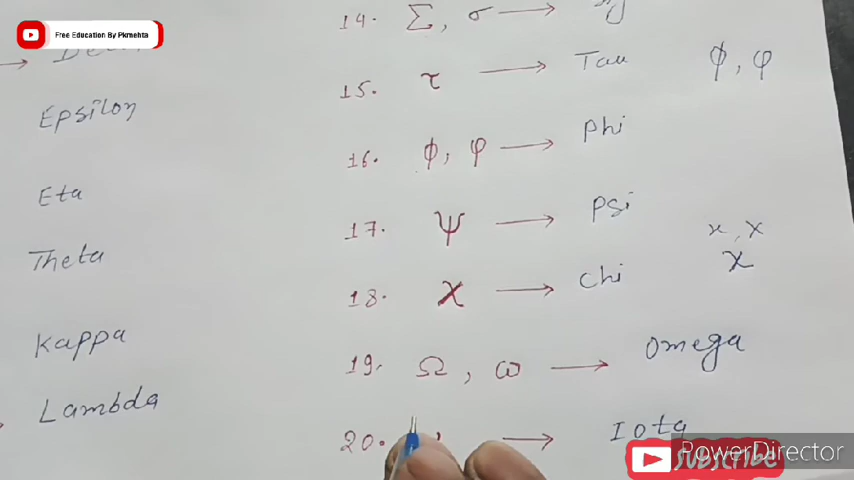 Free Education By Pkmehta
14. Σ, σ →
Epsilon
15. τ → Tau
ϕ, φ
16. ϕ, φ → Phi
Eta
17. Ψ → Psi
Theta
x, X
χ
18. χ → Chi
Kappa
19. Ω, ω → Omega
Lambda
20. → Iota
PowerDirector
SUBSCRIBE